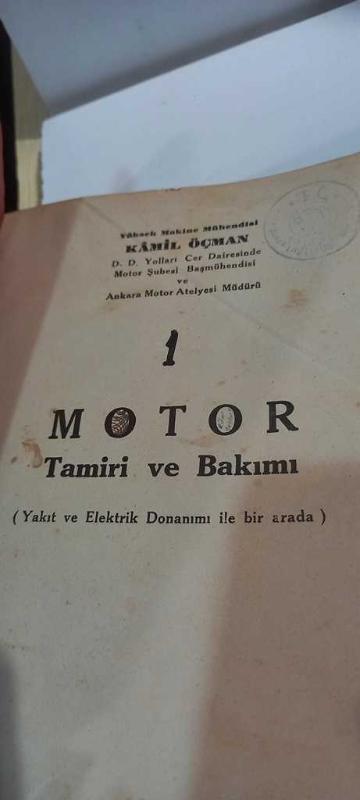 Yüksek Makine Mühendisi
KÂMİL ÖÇMAN
D. D. Yolları Cer Dairesinde
Motor Şubesi Başmühendisi
ve
Ankara Motor Atelyesi Müdürü
1
MOTOR
Tamiri ve Bakımı
(Yakıt ve Elektrik Donanımı ile bir arada)
T.C.